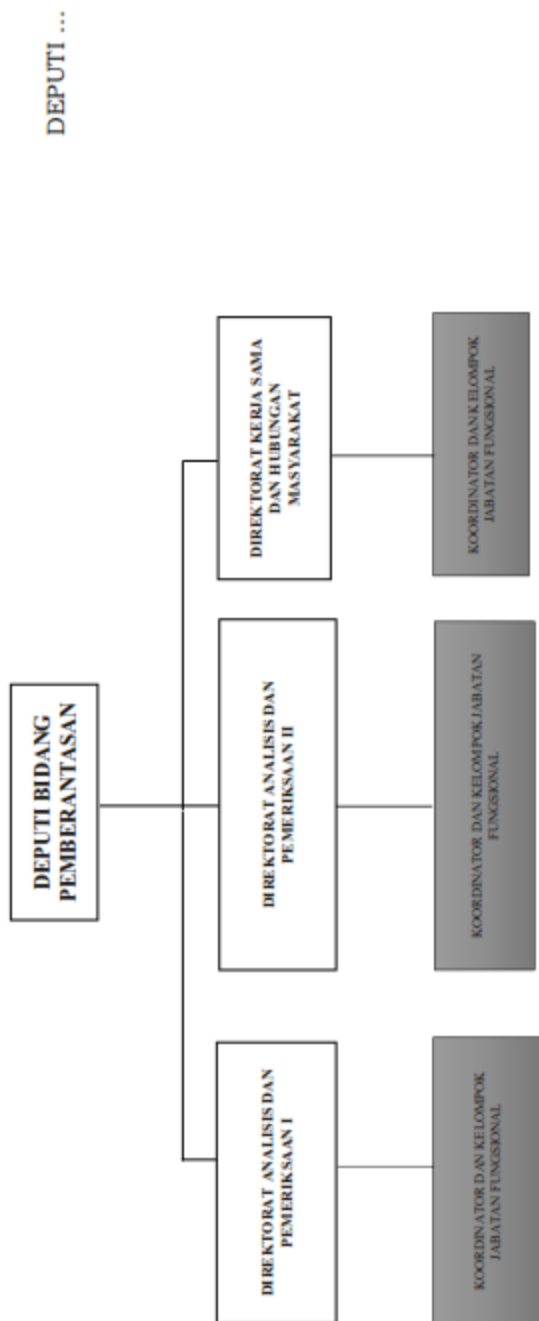 DEPUTI BIDANG
PEMBERANTASAN
DIREKTORAT ANALISIS DAN
PEMERIKSAAN I
DIREKTORAT ANALISIS DAN
PEMERIKSAAN II
DIREKTORAT KERJA SAMA
DAN HUBUNGAN
MASYARAKAT
KOORDINATOR DAN KELOMPOK
JABATAN FUNGSIONAL
KOORDINATOR DAN KELOMPOK JABATAN
FUNGSIONAL
KOORDINATOR DAN KELOMPOK
JABATAN FUNGSIONAL
DEPUTI ...